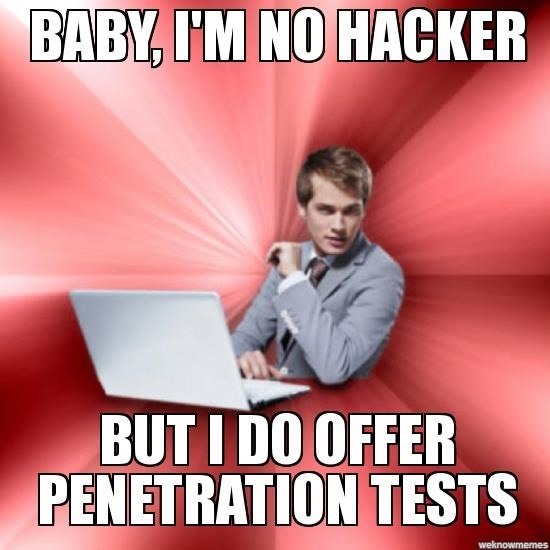 BABY, I'M NO HACKER
BUT I DO OFFER
PENETRATION TESTS
weknowmemes